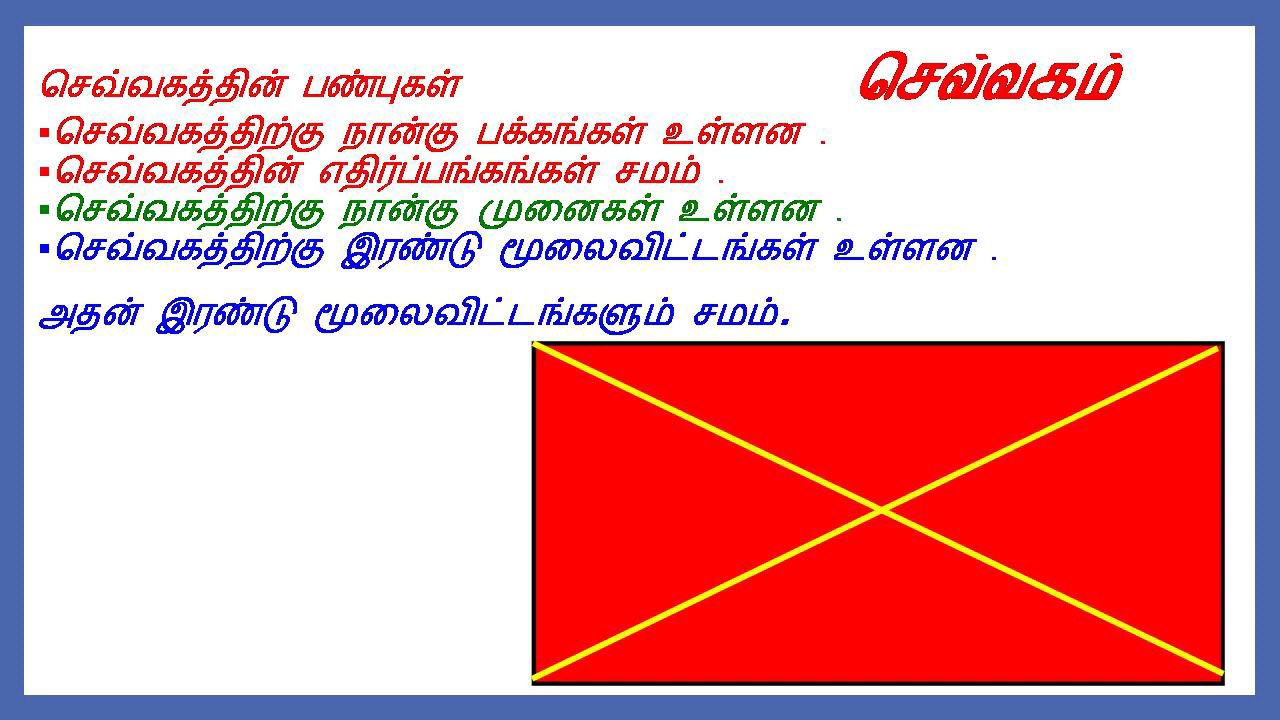 செவ்வகம்
செவ்வகத்தின் பண்புகள்
▪செவ்வகத்திற்கு நான்கு பக்கங்கள் உள்ளன .
▪செவ்வகத்தின் எதிர்ப்பங்கங்கள் சமம் .
▪செவ்வகத்திற்கு நான்கு முனைகள் உள்ளன .
▪செவ்வகத்திற்கு இரண்டு மூலைவிட்டங்கள் உள்ளன .
அதன் இரண்டு மூலைவிட்டங்களும் சமம்.